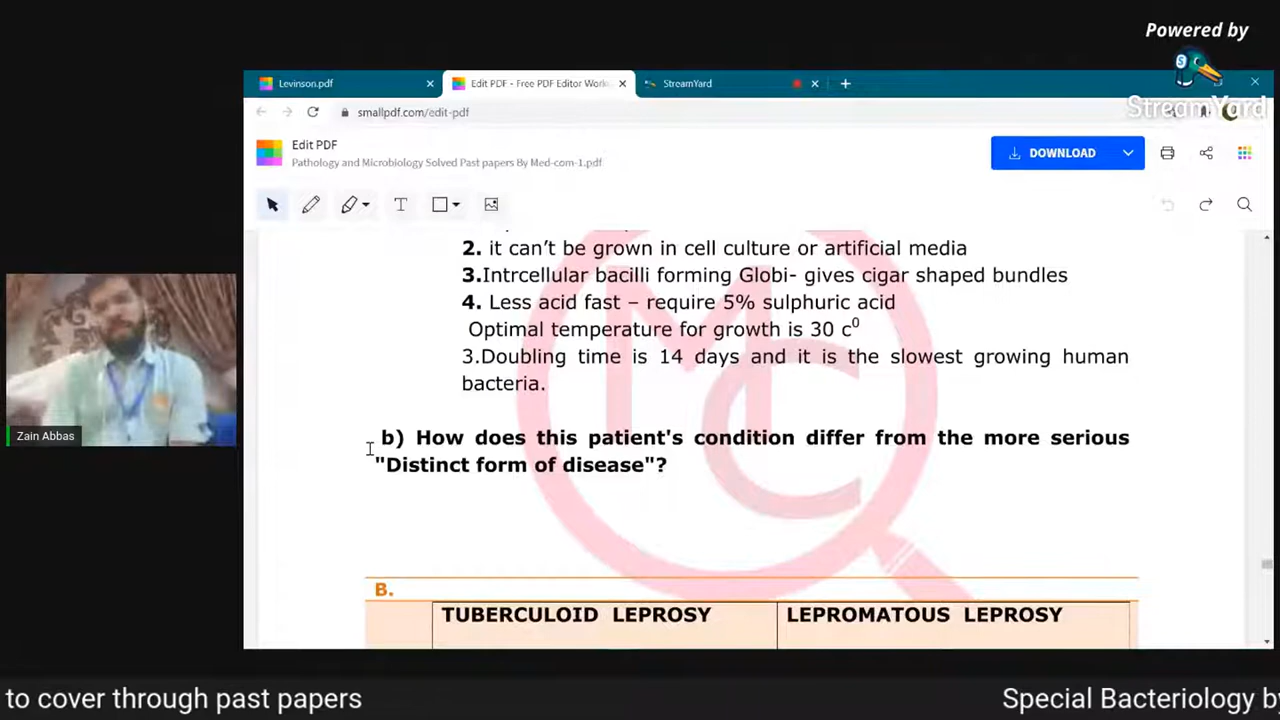 Powered by
StreamYard
Levinson.pdf
Edit PDF - Free PDF Editor Work
StreamYard
smallpdf.com/edit-pdf
Edit PDF
Pathology and Microbiology Solved Past papers By Med-com-1.pdf
DOWNLOAD
T
2. it can't be grown in cell culture or artificial media
3.Intrcellular bacilli forming Globi- gives cigar shaped bundles
4. Less acid fast – require 5% sulphuric acid
Optimal temperature for growth is 30 c0
3.Doubling time is 14 days and it is the slowest growing human
bacteria.
b) How does this patient's condition differ from the more serious
"Distinct form of disease"?
B.
TUBERCULOID LEPROSY
LEPROMATOUS LEPROSY
Zain Abbas
to cover through past papers
Special Bacteriology by